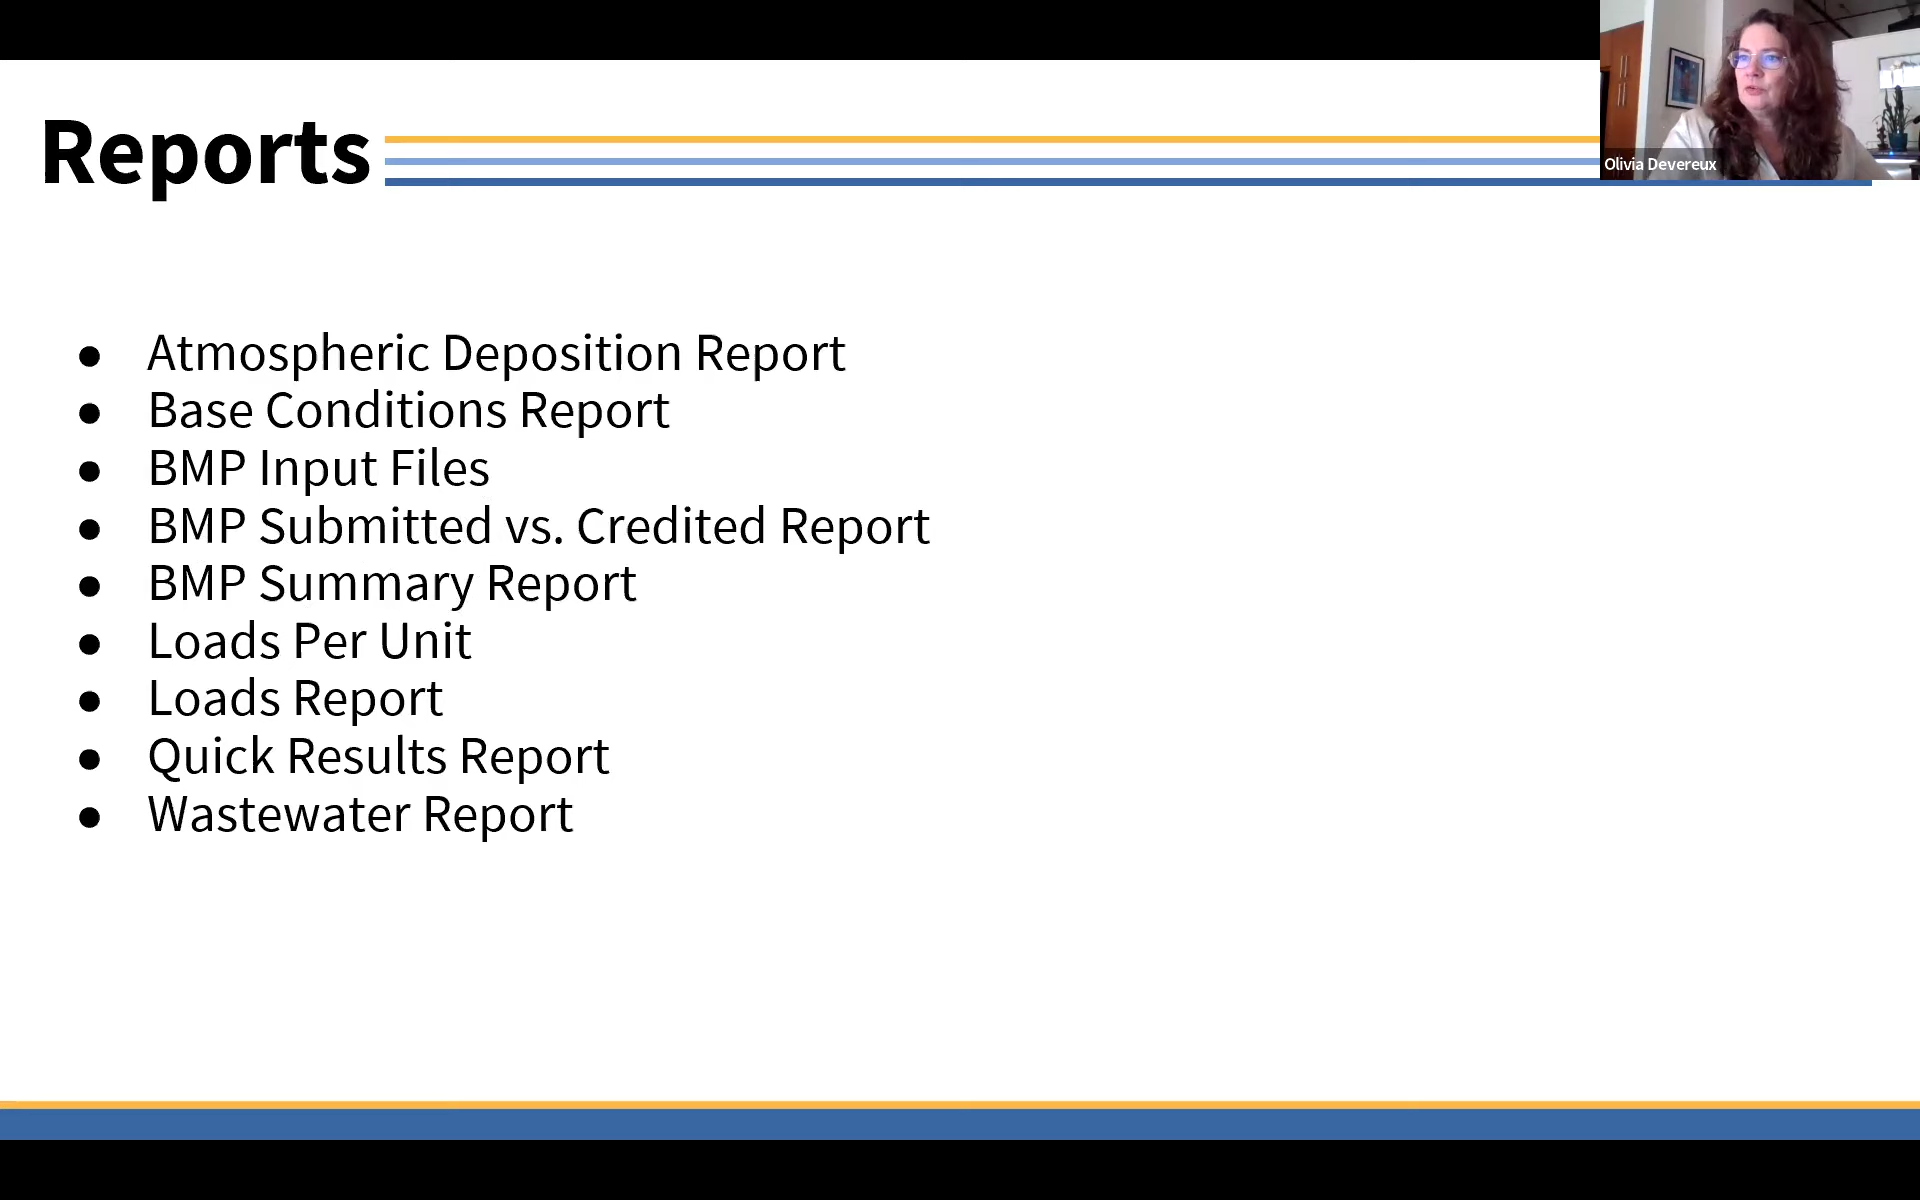 Reports
Olivia Devereux
● Atmospheric Deposition Report
● Base Conditions Report
● BMP Input Files
● BMP Submitted vs. Credited Report
● BMP Summary Report
● Loads Per Unit
● Loads Report
● Quick Results Report
● Wastewater Report